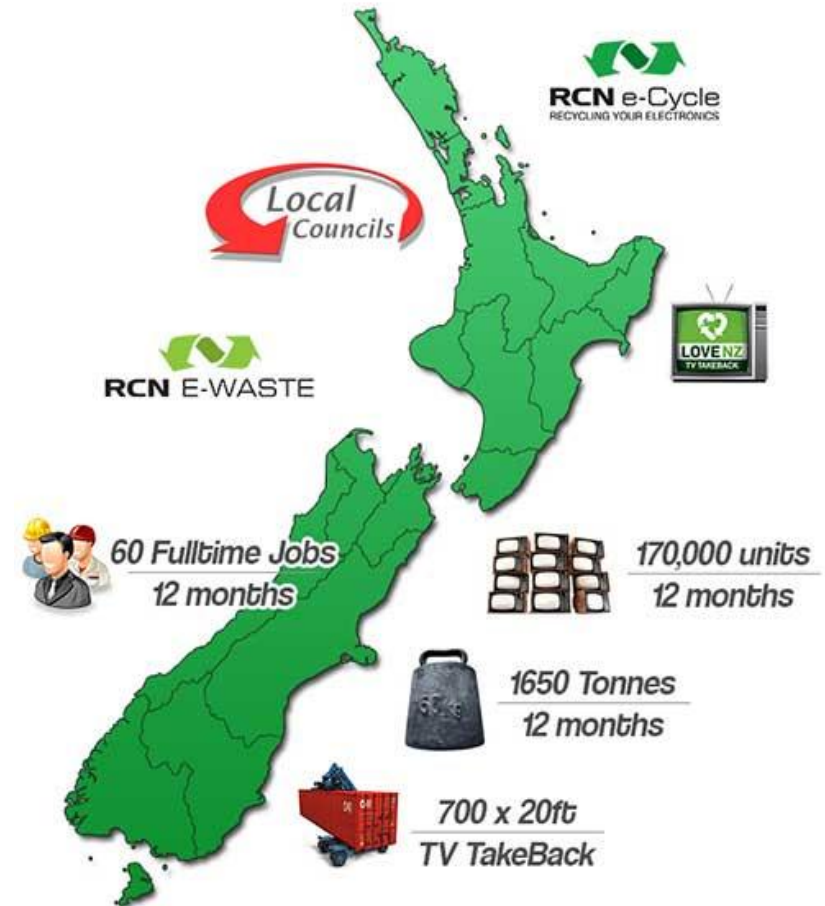 RCN e-Cycle
RECYCLING YOUR ELECTRONICS
Local
Councils
LOVE NZ
TV TAKEBACK
RCN E-WASTE
60 Fulltime Jobs
12 months
170,000 units
12 months
1650 Tonnes
12 months
700 x 20ft
TV TakeBack